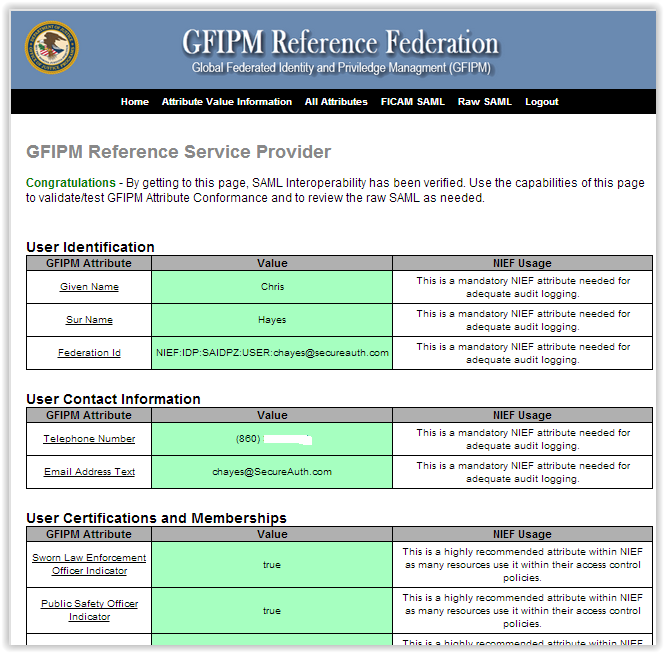 GFIPM Reference Federation
Global Federated Identity and Priviledge Managment (GFIPM)
Home Attribute Value Information All Attributes FICAM SAML Raw SAML Logout
GFIPM Reference Service Provider
Congratulations - By getting to this page, SAML Interoperability has been verified. Use the capabilities of this page
to validate/test GFIPM Attribute Conformance and to review the raw SAML as needed.
User Identification
GFIPM Attribute Value NIEF Usage
Given Name Chris This is a mandatory NIEF attribute needed for
adequate audit logging.
Sur Name Hayes This is a mandatory NIEF attribute needed for
adequate audit logging.
Federation Id NIEF:IDP:SAIDPZ:USER:chayes@secureauth.com This is a mandatory NIEF attribute needed for
adequate audit logging.
User Contact Information
GFIPM Attribute Value NIEF Usage
Telephone Number (860) This is a mandatory NIEF attribute needed for
adequate audit logging.
Email Address Text chayes@SecureAuth.com This is a mandatory NIEF attribute needed for
adequate audit logging.
User Certifications and Memberships
GFIPM Attribute Value NIEF Usage
Sworn Law Enforcement
Officer Indicator true This is a highly recommended attribute within NIEF
as many resources use it within their access control
policies.
Public Safety Officer
Indicator true This is a highly recommended attribute within NIEF
as many resources use it within their access control
policies.
This is a highly recommended attribute within NIEF